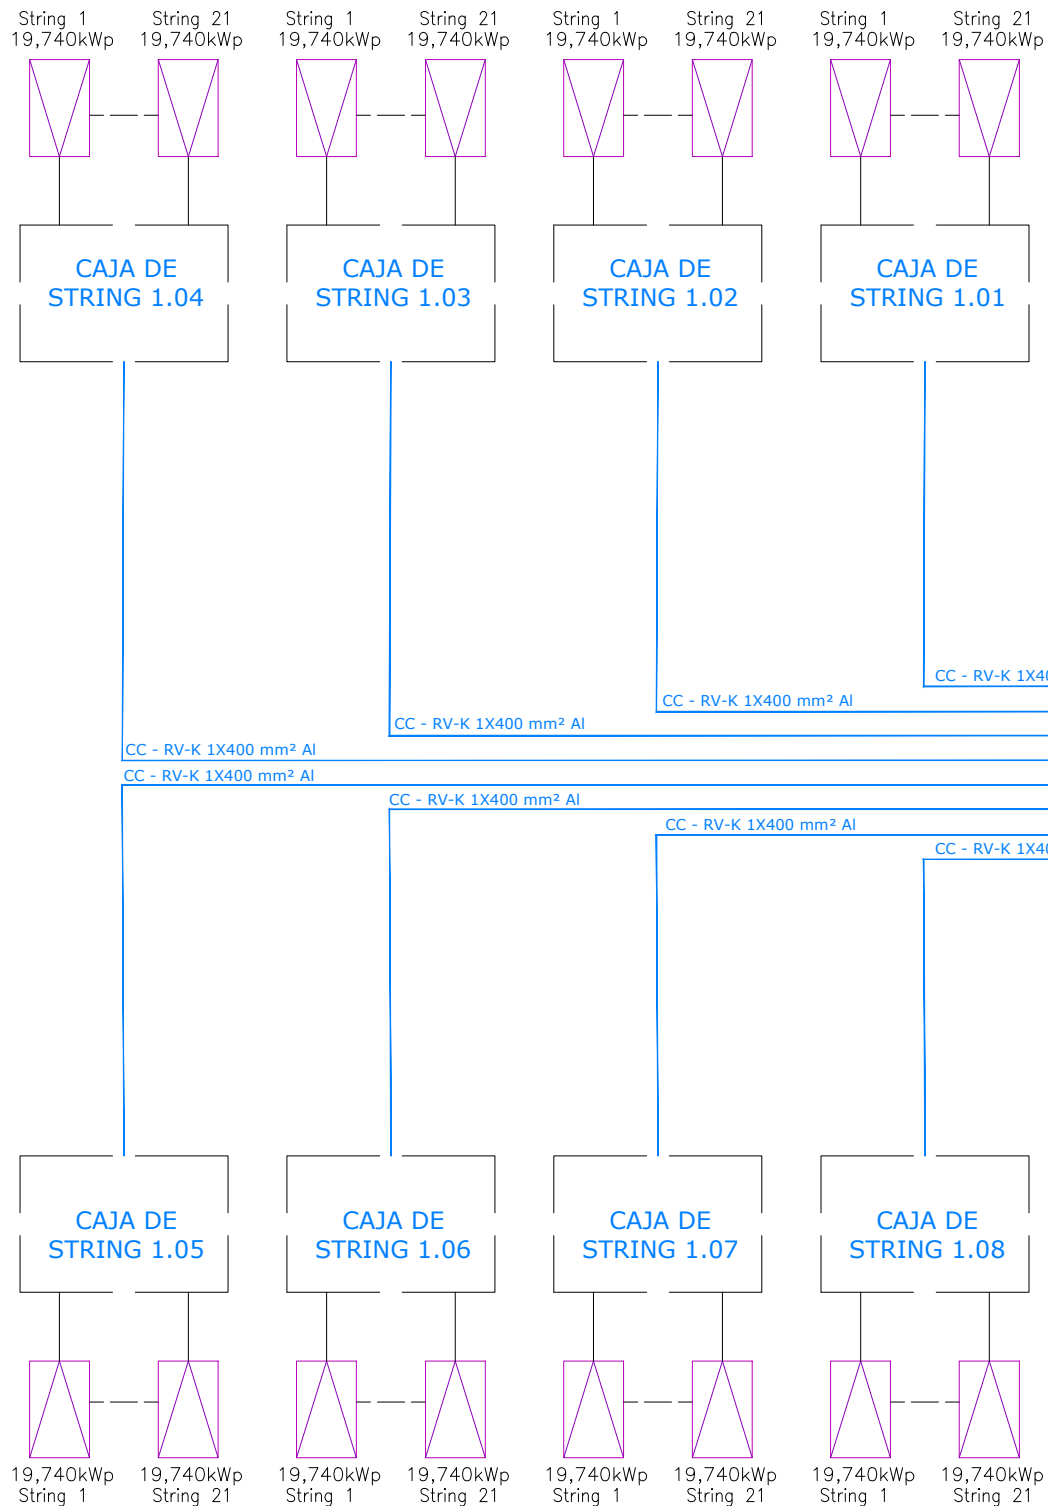 String 1 String 21 String 1 String 21 String 1 String 21 String 1 String 21
19,740kWp 19,740kWp 19,740kWp 19,740kWp 19,740kWp 19,740kWp 19,740kWp 19,740kWp
CAJA DE
STRING 1.04
CAJA DE
STRING 1.03
CAJA DE
STRING 1.02
CAJA DE
STRING 1.01
CC - RV-K 1X40
CC - RV-K 1X400 mm² Al
CC - RV-K 1X400 mm² Al
CC - RV-K 1X400 mm² Al
CC - RV-K 1X400 mm² Al
CC - RV-K 1X400 mm² Al
CC - RV-K 1X400 mm² Al
CC - RV-K 1X40
CAJA DE
STRING 1.05
CAJA DE
STRING 1.06
CAJA DE
STRING 1.07
CAJA DE
STRING 1.08
19,740kWp 19,740kWp 19,740kWp 19,740kWp 19,740kWp 19,740kWp 19,740kWp 19,740kWp
String 1 String 21 String 1 String 21 String 1 String 21 String 1 String 21